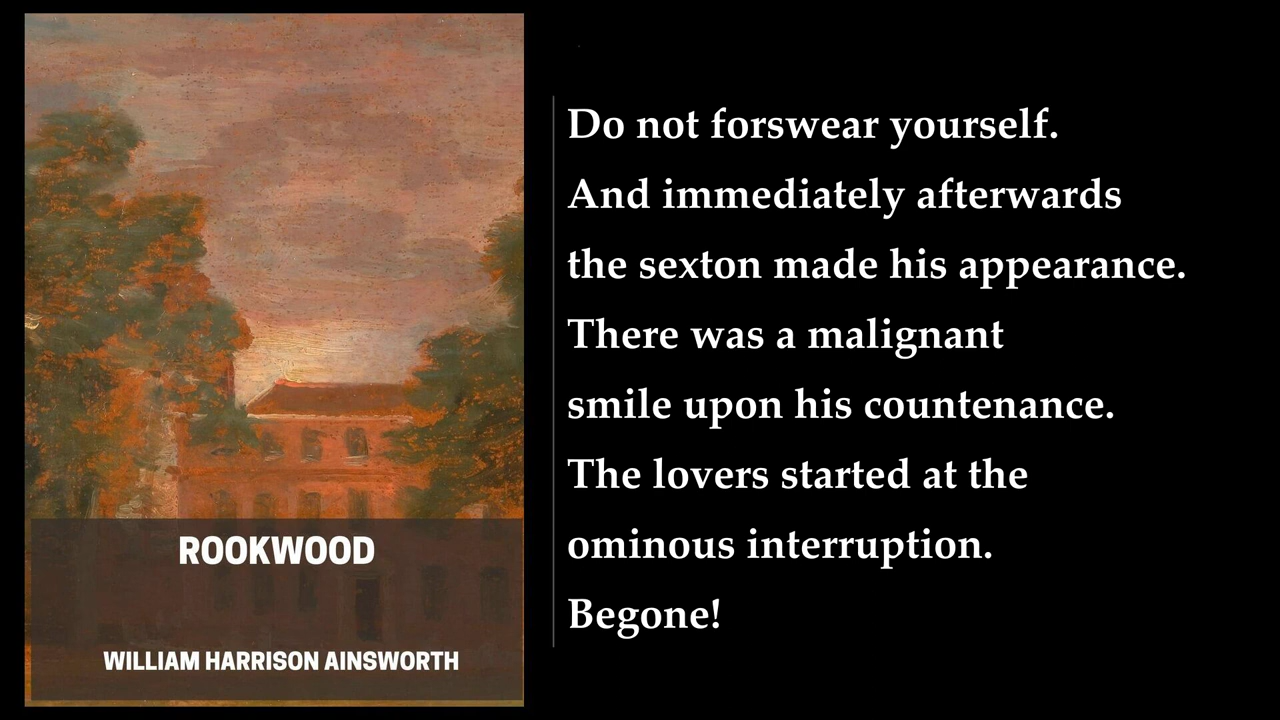 ROOKWOOD
WILLIAM HARRISON AINSWORTH
Do not forswear yourself.
And immediately afterwards
the sexton made his appearance.
There was a malignant
smile upon his countenance.
The lovers started at the
ominous interruption.
Begone!